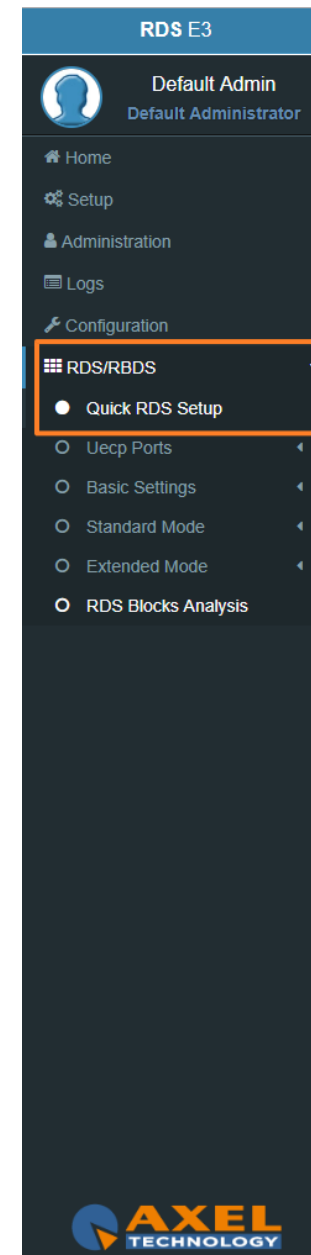 RDS E3
Default Admin
Default Administrator
Home
Setup
Administration
Logs
Configuration
RDS/RBDS
Quick RDS Setup
Uecp Ports
Basic Settings
Standard Mode
Extended Mode
RDS Blocks Analysis
AXEL
TECHNOLOGY